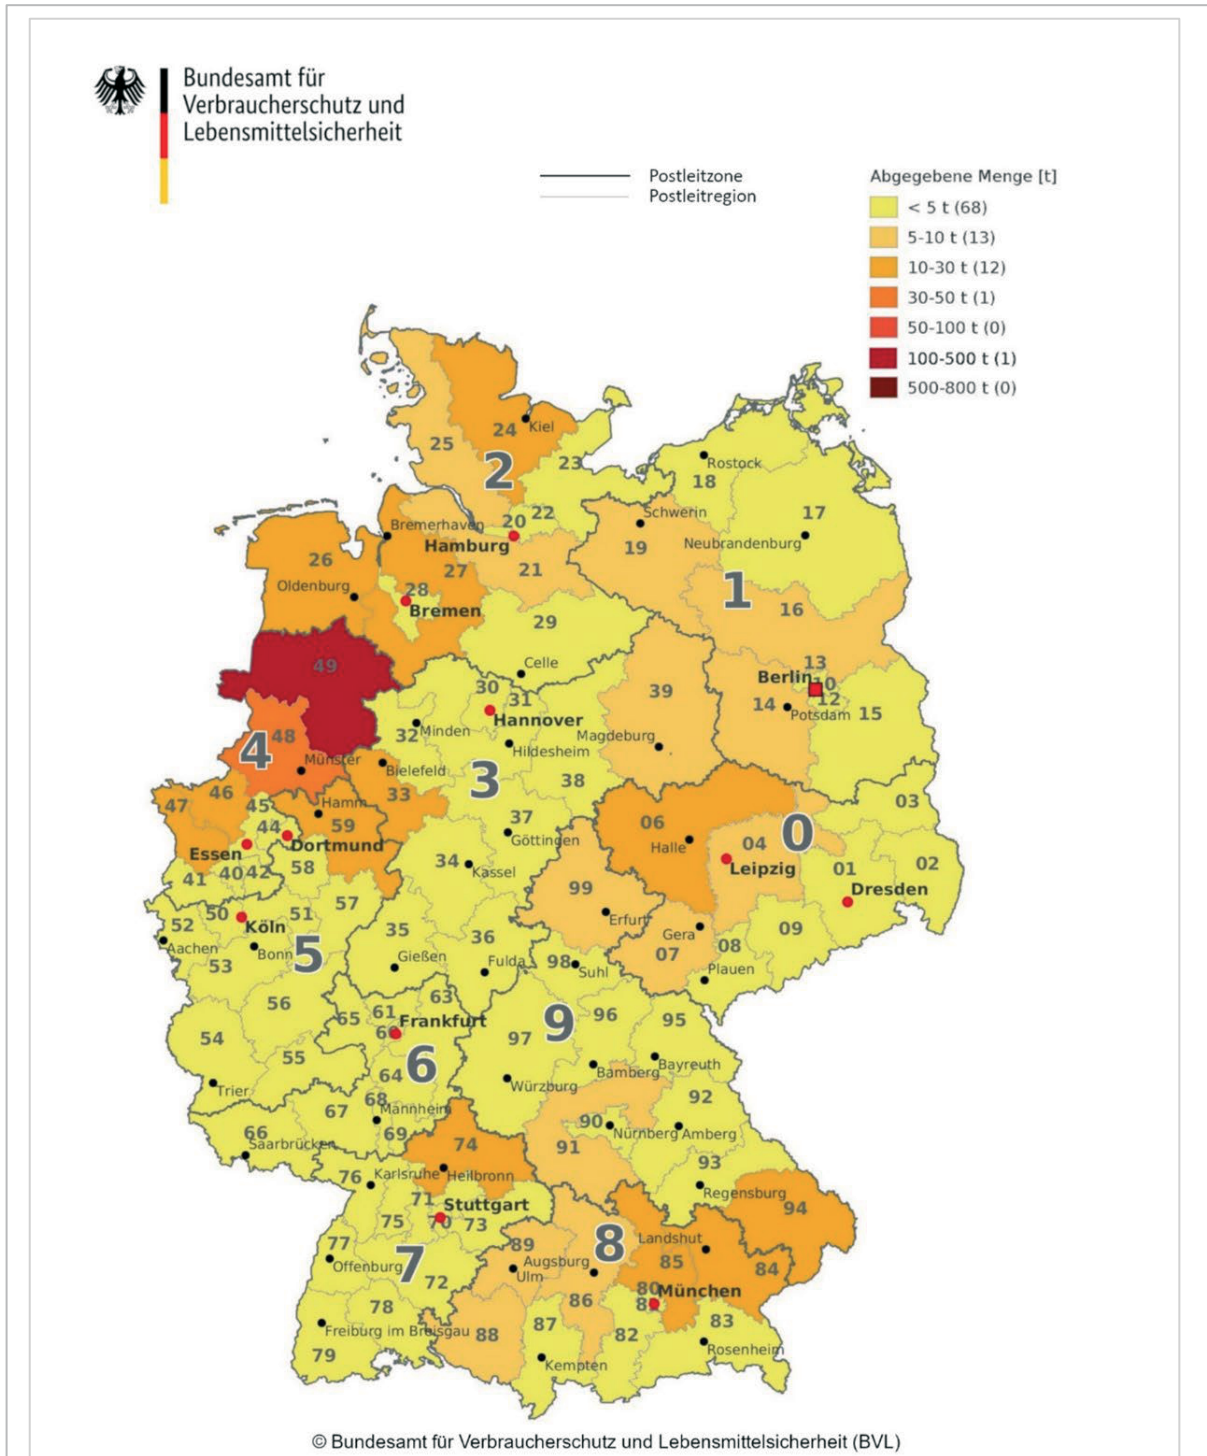 Bundesamt für
Verbraucherschutz und
Lebensmittelsicherheit
Postleitzone
Postleitregion
Abgegebene Menge [t]
< 5 t (68)
5-10 t (13)
10-30 t (12)
30-50 t (1)
50-100 t (0)
100-500 t (1)
500-800 t (0)
24 Kiel
25
2
23
Rostock
18
Schwerin
17
20 22
Bremerhaven
Hamburg
19
Neubrandenburg
26
27
21
1
Oldenburg
28
Bremen
16
29
49
Celle
13
Berlin 10
30
31
39
12
14
Potsdam
15
Hannover
32 Minden
48
4
Magdeburg
Hildesheim
Münster
Bielefeld
3
38
46
33
47
45
Hamm
03
37
06
0
44
59
Göttingen
Halle
04
Essen
Dortmund
34
Kassel
Leipzig
01
02
41 40 42 58
99
Dresden
57
52 50 51
Erfurt
Köln
35
36
Gera
09
Aachen
Bonn
5
Gießen
Fulda
98
Suhl
07
08
53
Plauen
56
63
61
65
Frankfurt
60
9
96
95
54
97
55
6
64
Bayreuth
Bamberg
Trier
Würzburg
92
67
68
Mannheim
66
69
90
Nürnberg
Amberg
Saarbrücken
74
91
93
76
Karlsruhe
Heilbronn
Regensburg
71
Stuttgart
94
75
70 73
77
89
8
Landshut
Offenburg
7
Augsburg
85
84
72
Ulm
80
München
78
86
81
87
83
Freiburg im Breisgau
88
82
79
Rosenheim
Kempten
© Bundesamt für Verbraucherschutz und Lebensmittelsicherheit (BVL)